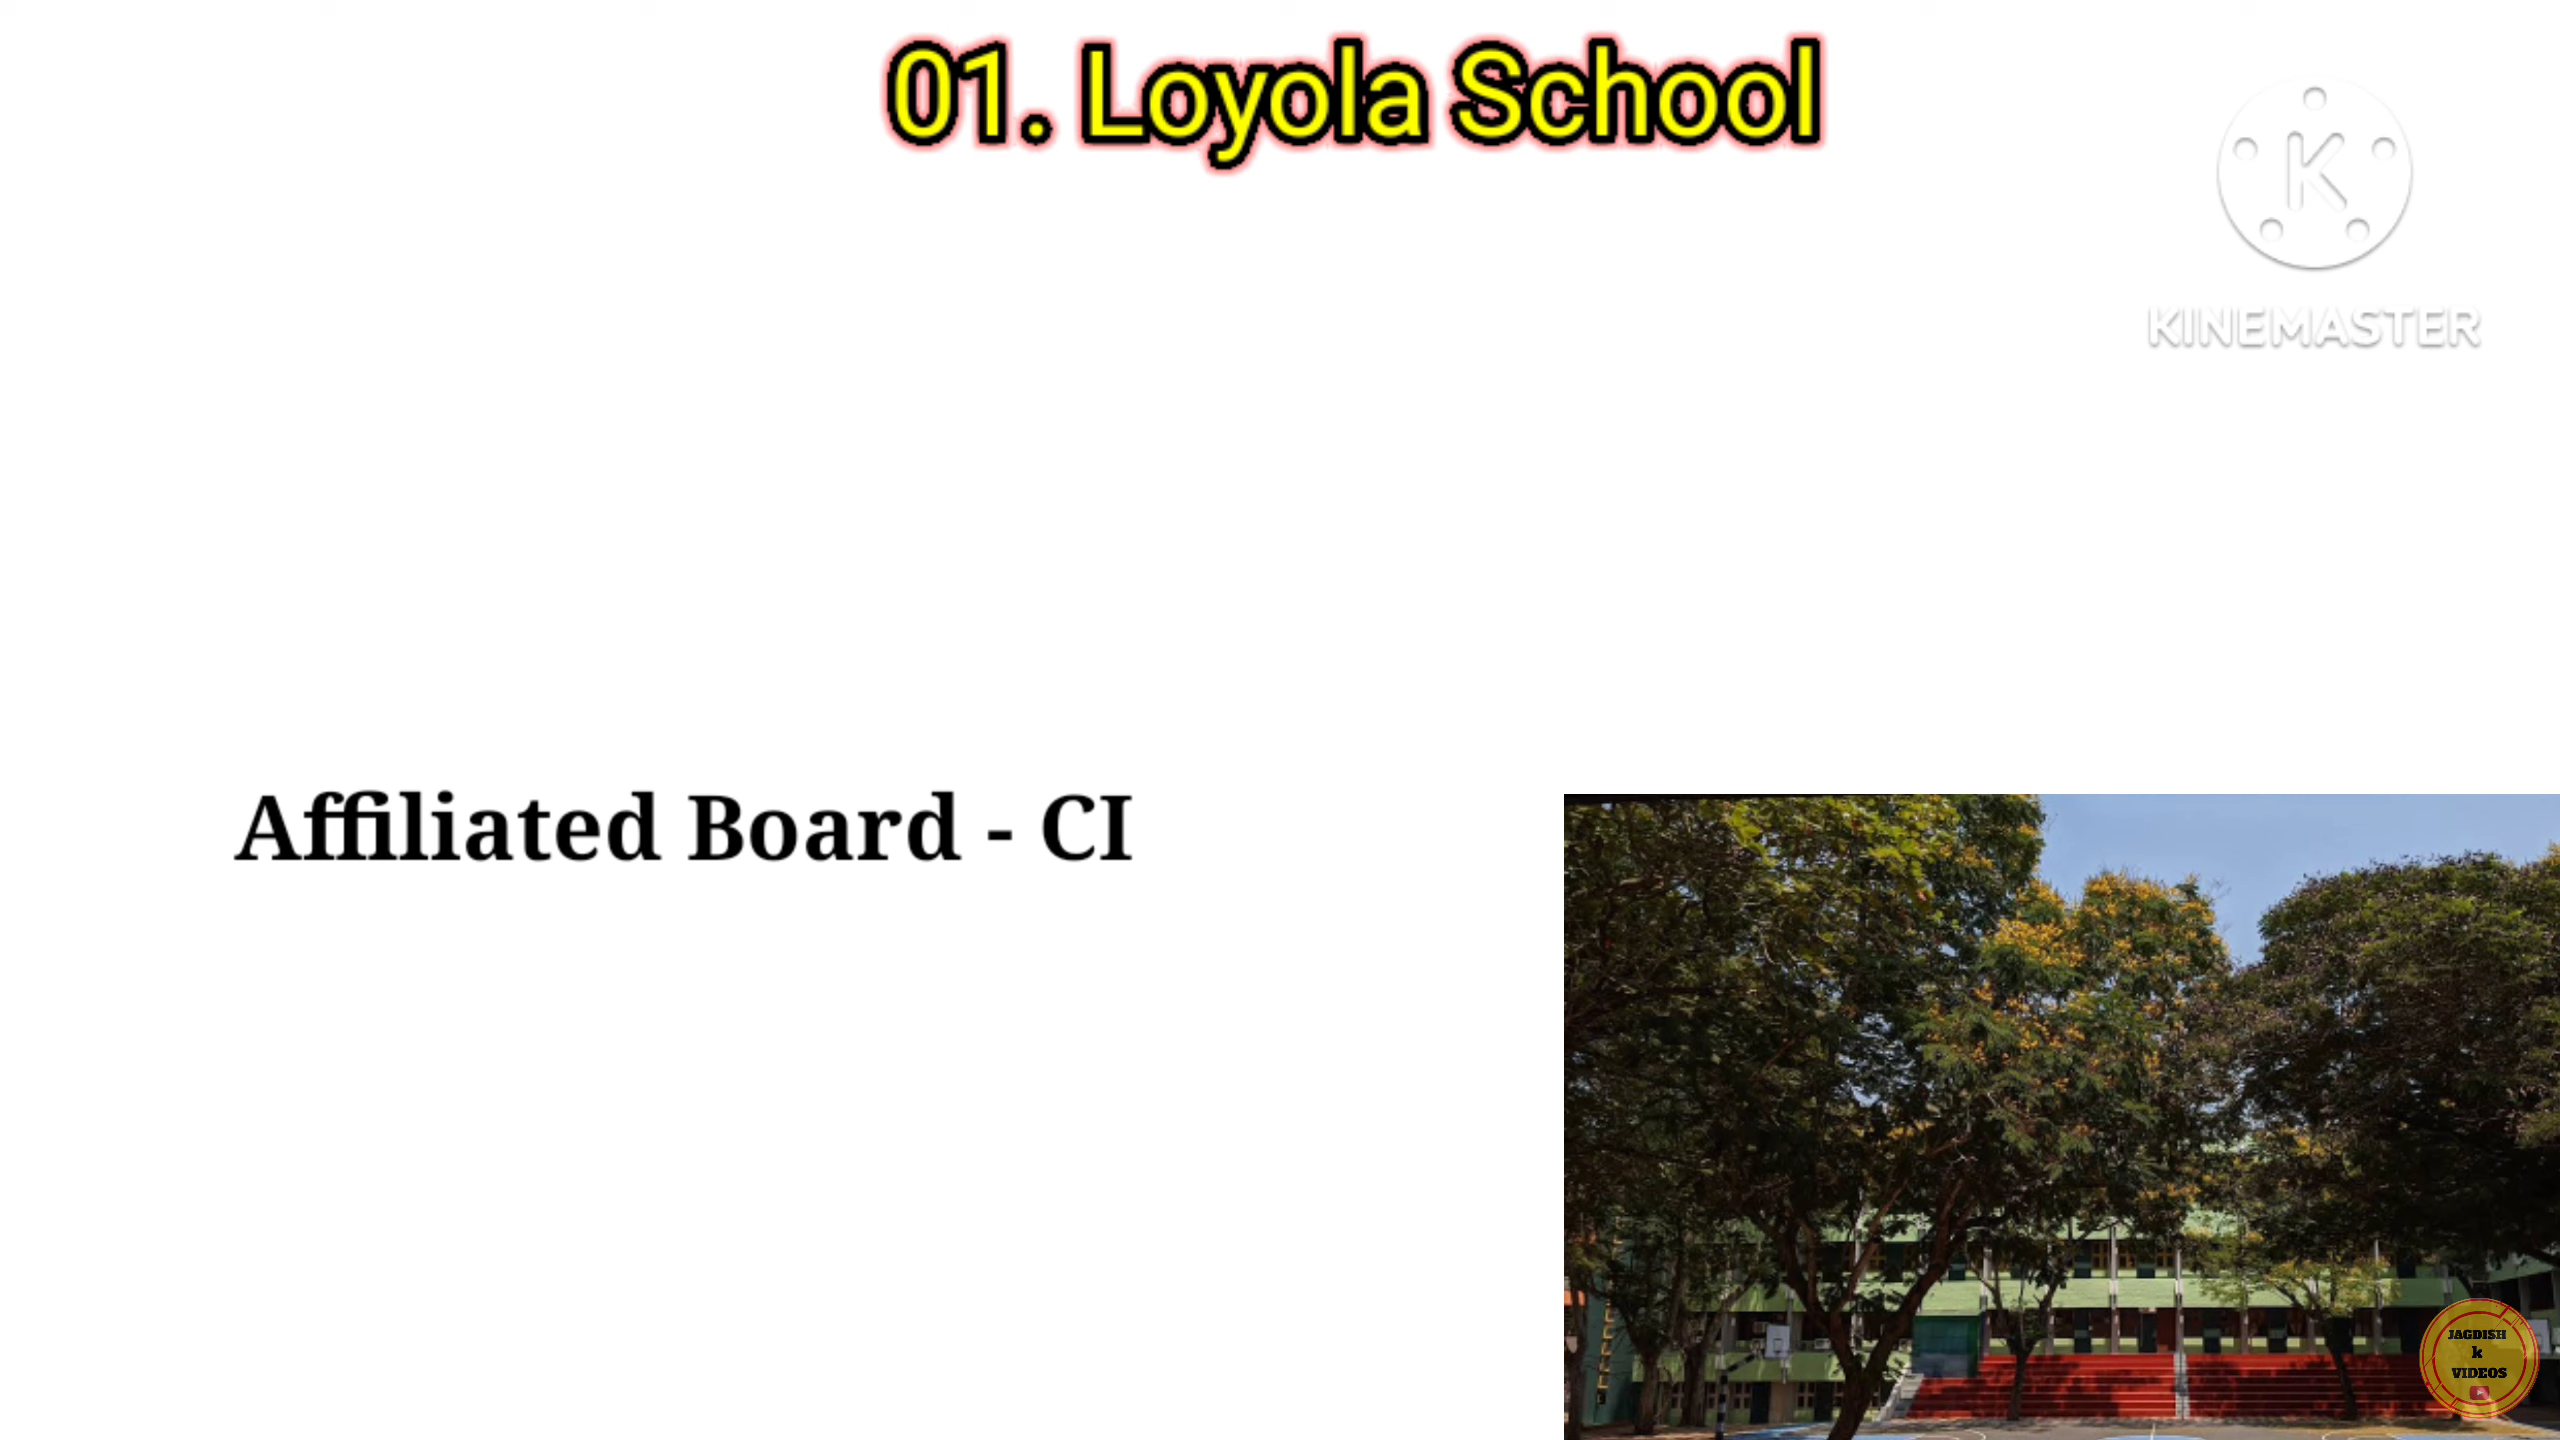 01. Loyola School
KINEMASTER
Affiliated Board - CI
JAGDISH
k
VIDEOS